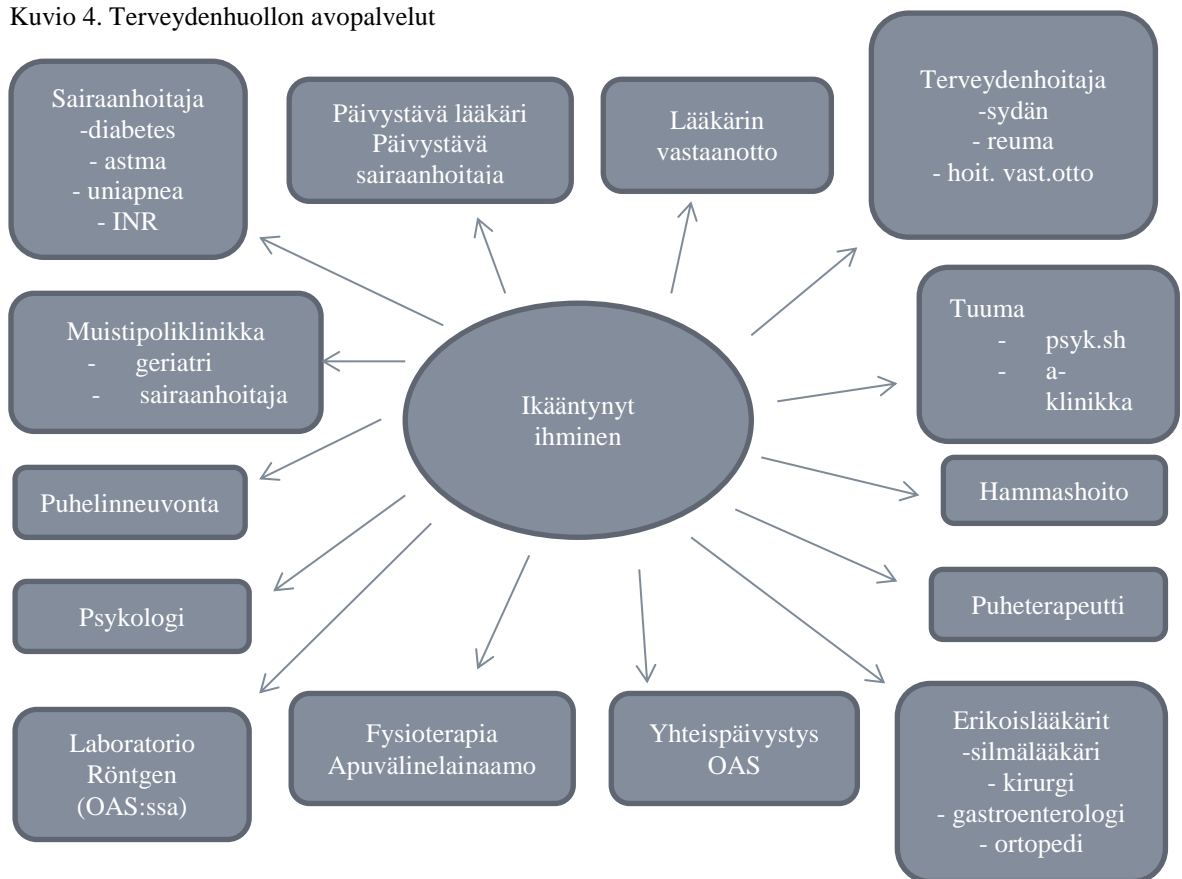 Kuvio 4. Terveydenhuollon avopalvelut
Sairaanhoitaja
-diabetes
- astma
- uniapnea
- INR
Päivystävä lääkäri
Päivystävä
sairaanhoitaja
Lääkärin
vastaanotto
Terveydenhoitaja
-sydän
- reuma
- hoit. vast.otto
Muistipoliklinikka
- geriatri
- sairaanhoitaja
Ikääntynyt
ihminen
Tuuma
- psyk.sh
- a-
klinikka
Puhelinneuvonta
Hammashoito
Psykologi
Puheterapeutti
Laboratorio
Röntgen
(OAS:ssa)
Fysioterapia
Apuvälinelainaamo
Yhteispäivystys
OAS
Erikoislääkärit
-silmälääkäri
- kirurgi
- gastroenterologi
- ortopedi